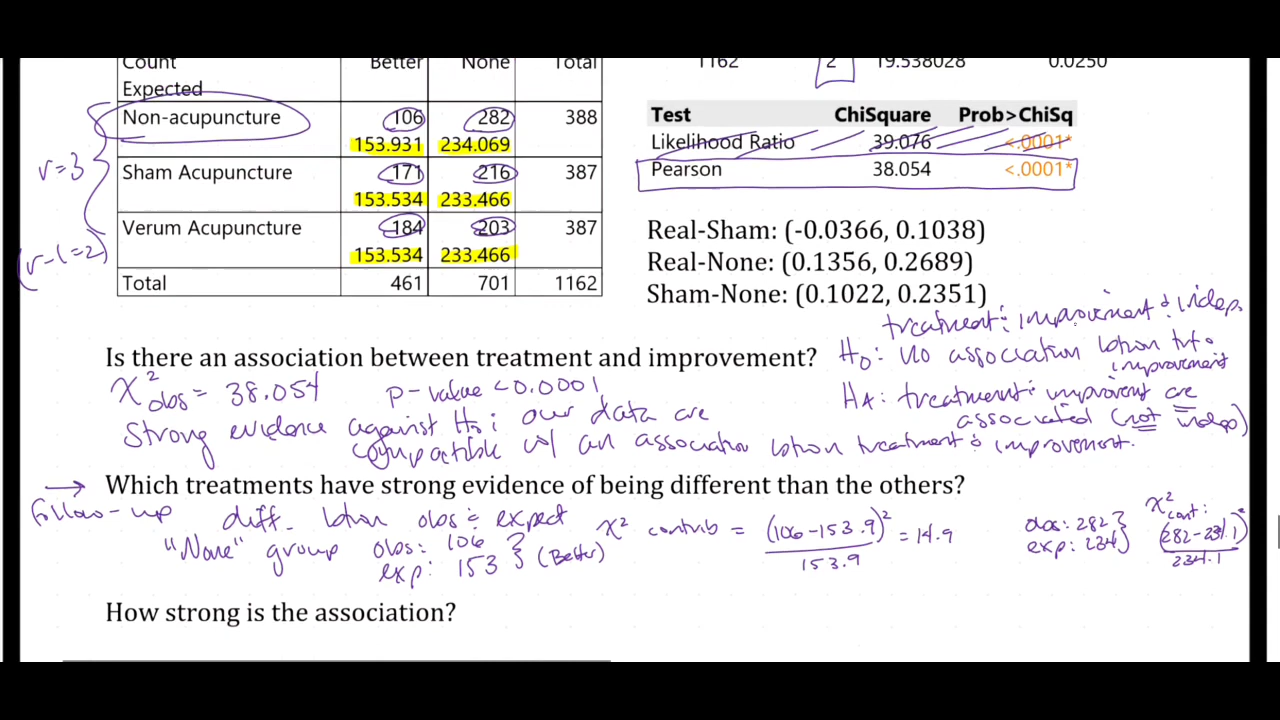 Count Better None Total
Expected
Non-acupuncture 106 282 388
153.931 234.069
Sham Acupuncture 171 216 387
153.534 233.466
Verum Acupuncture 184 203 387
153.534 233.466
Total 461 701 1162
r=3
(r-1=2)
1162 2 19.538028 0.0250
Test ChiSquare Prob>ChiSq
Likelihood Ratio 39.076 <.0001*
Pearson 38.054 <.0001*
Real-Sham: (-0.0366, 0.1038)
Real-None: (0.1356, 0.2689)
Sham-None: (0.1022, 0.2351)
treatment & improvement indep.
Is there an association between treatment and improvement?
H0: no association btwn trt &
improvement
HA: treatment & improvment are
associated (not indep)
χ² obs = 38.054 p-value < 0.0001
Strong evidence against H0; our data are
compatible w/ an association btwn treatment & improvement.
→ Which treatments have strong evidence of being different than the others?
follow-up diff. btwn obs & expect
"None" group obs: 106
exp: 153 } (Better)
χ² contrib = (106-153.9)² / 153.9 = 14.9
obs: 282 }
exp: 234 }
χ² cont:
(282-234.1)²
234.1
How strong is the association?